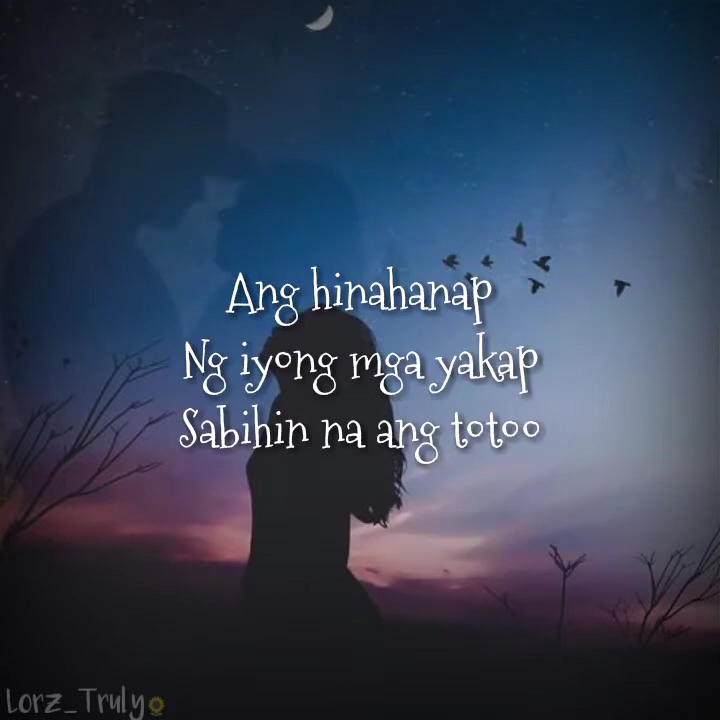 Ang hinahanap
Ng iyong mga yakap
Sabihin na ang totoo
Lorz_Truly